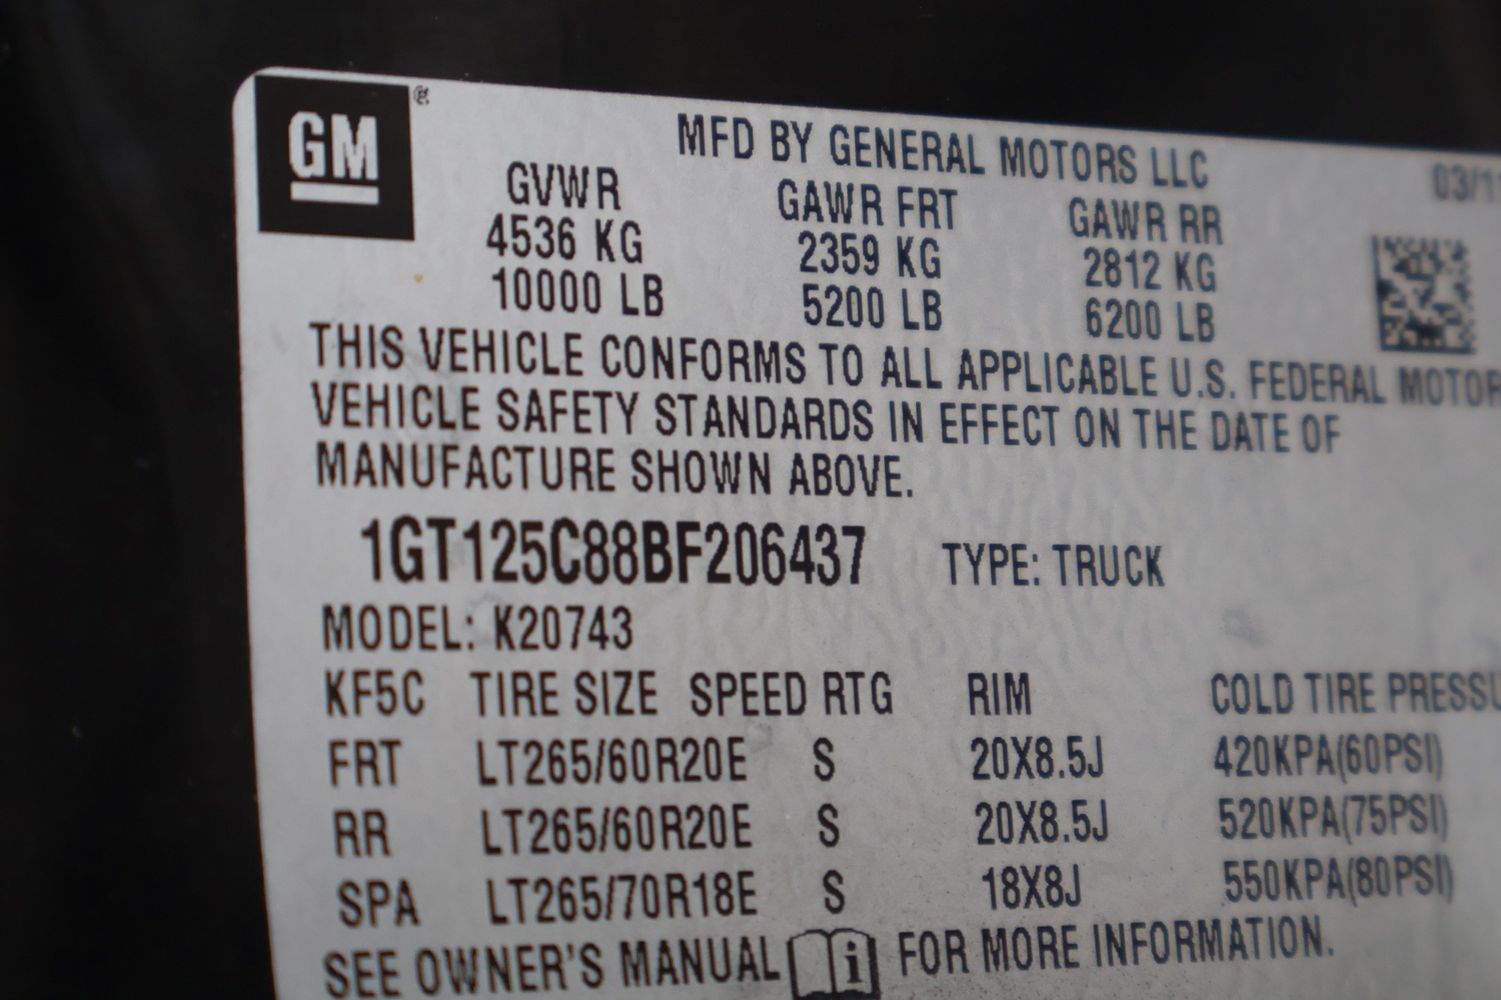 GM
MFD BY GENERAL MOTORS LLC
GVWR GAWR FRT GAWR RR
4536 KG 2359 KG 2812 KG
10000 LB 5200 LB 6200 LB
THIS VEHICLE CONFORMS TO ALL APPLICABLE U.S. FEDERAL MOTOR
VEHICLE SAFETY STANDARDS IN EFFECT ON THE DATE OF
MANUFACTURE SHOWN ABOVE.
1GT125C88BF206437 TYPE: TRUCK
MODEL: K20743
KF5C TIRE SIZE SPEED RTG RIM COLD TIRE PRESSU
FRT LT265/60R20E S 20X8.5J 420KPA(60PSI)
RR LT265/60R20E S 20X8.5J 520KPA(75PSI)
SPA LT265/70R18E S 18X8J 550KPA(80PSI)
SEE OWNER'S MANUAL i FOR MORE INFORMATION.